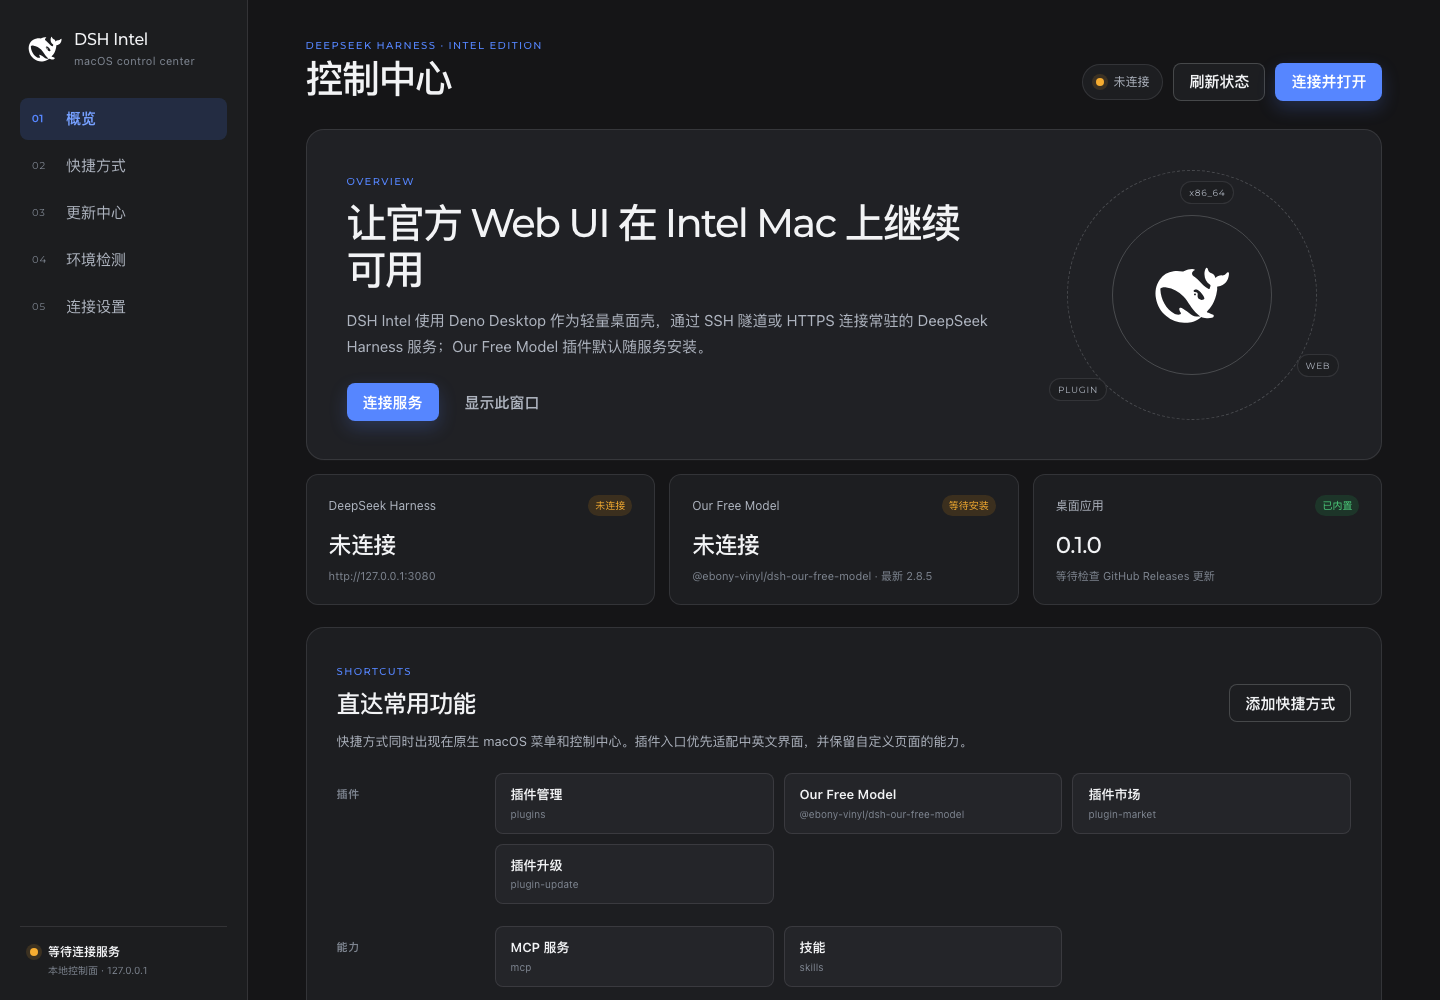 DSH Intel
macOS control center
01 概览
02 快捷方式
03 更新中心
04 环境检测
05 连接设置
等待连接服务
本地控制面 · 127.0.0.1
DEEPSEEK HARNESS · INTEL EDITION
控制中心
未连接
刷新状态
连接并打开
OVERVIEW
让官方 Web UI 在 Intel Mac 上继续
可用
DSH Intel 使用 Deno Desktop 作为轻量桌面壳，通过 SSH 隧道或 HTTPS 连接常驻的 DeepSeek
Harness 服务；Our Free Model 插件默认随服务安装。
连接服务
显示此窗口
x86_64
WEB
PLUGIN
DeepSeek Harness
未连接
未连接
http://127.0.0.1:3080
Our Free Model
等待安装
未连接
@ebony-vinyl/dsh-our-free-model · 最新 2.8.5
桌面应用
已内置
0.1.0
等待检查 GitHub Releases 更新
SHORTCUTS
直达常用功能
添加快捷方式
快捷方式同时出现在原生 macOS 菜单和控制中心。插件入口优先适配中英文界面，并保留自定义页面的能力。
插件
插件管理
plugins
Our Free Model
@ebony-vinyl/dsh-our-free-model
插件市场
plugin-market
插件升级
plugin-update
能力
MCP 服务
mcp
技能
skills